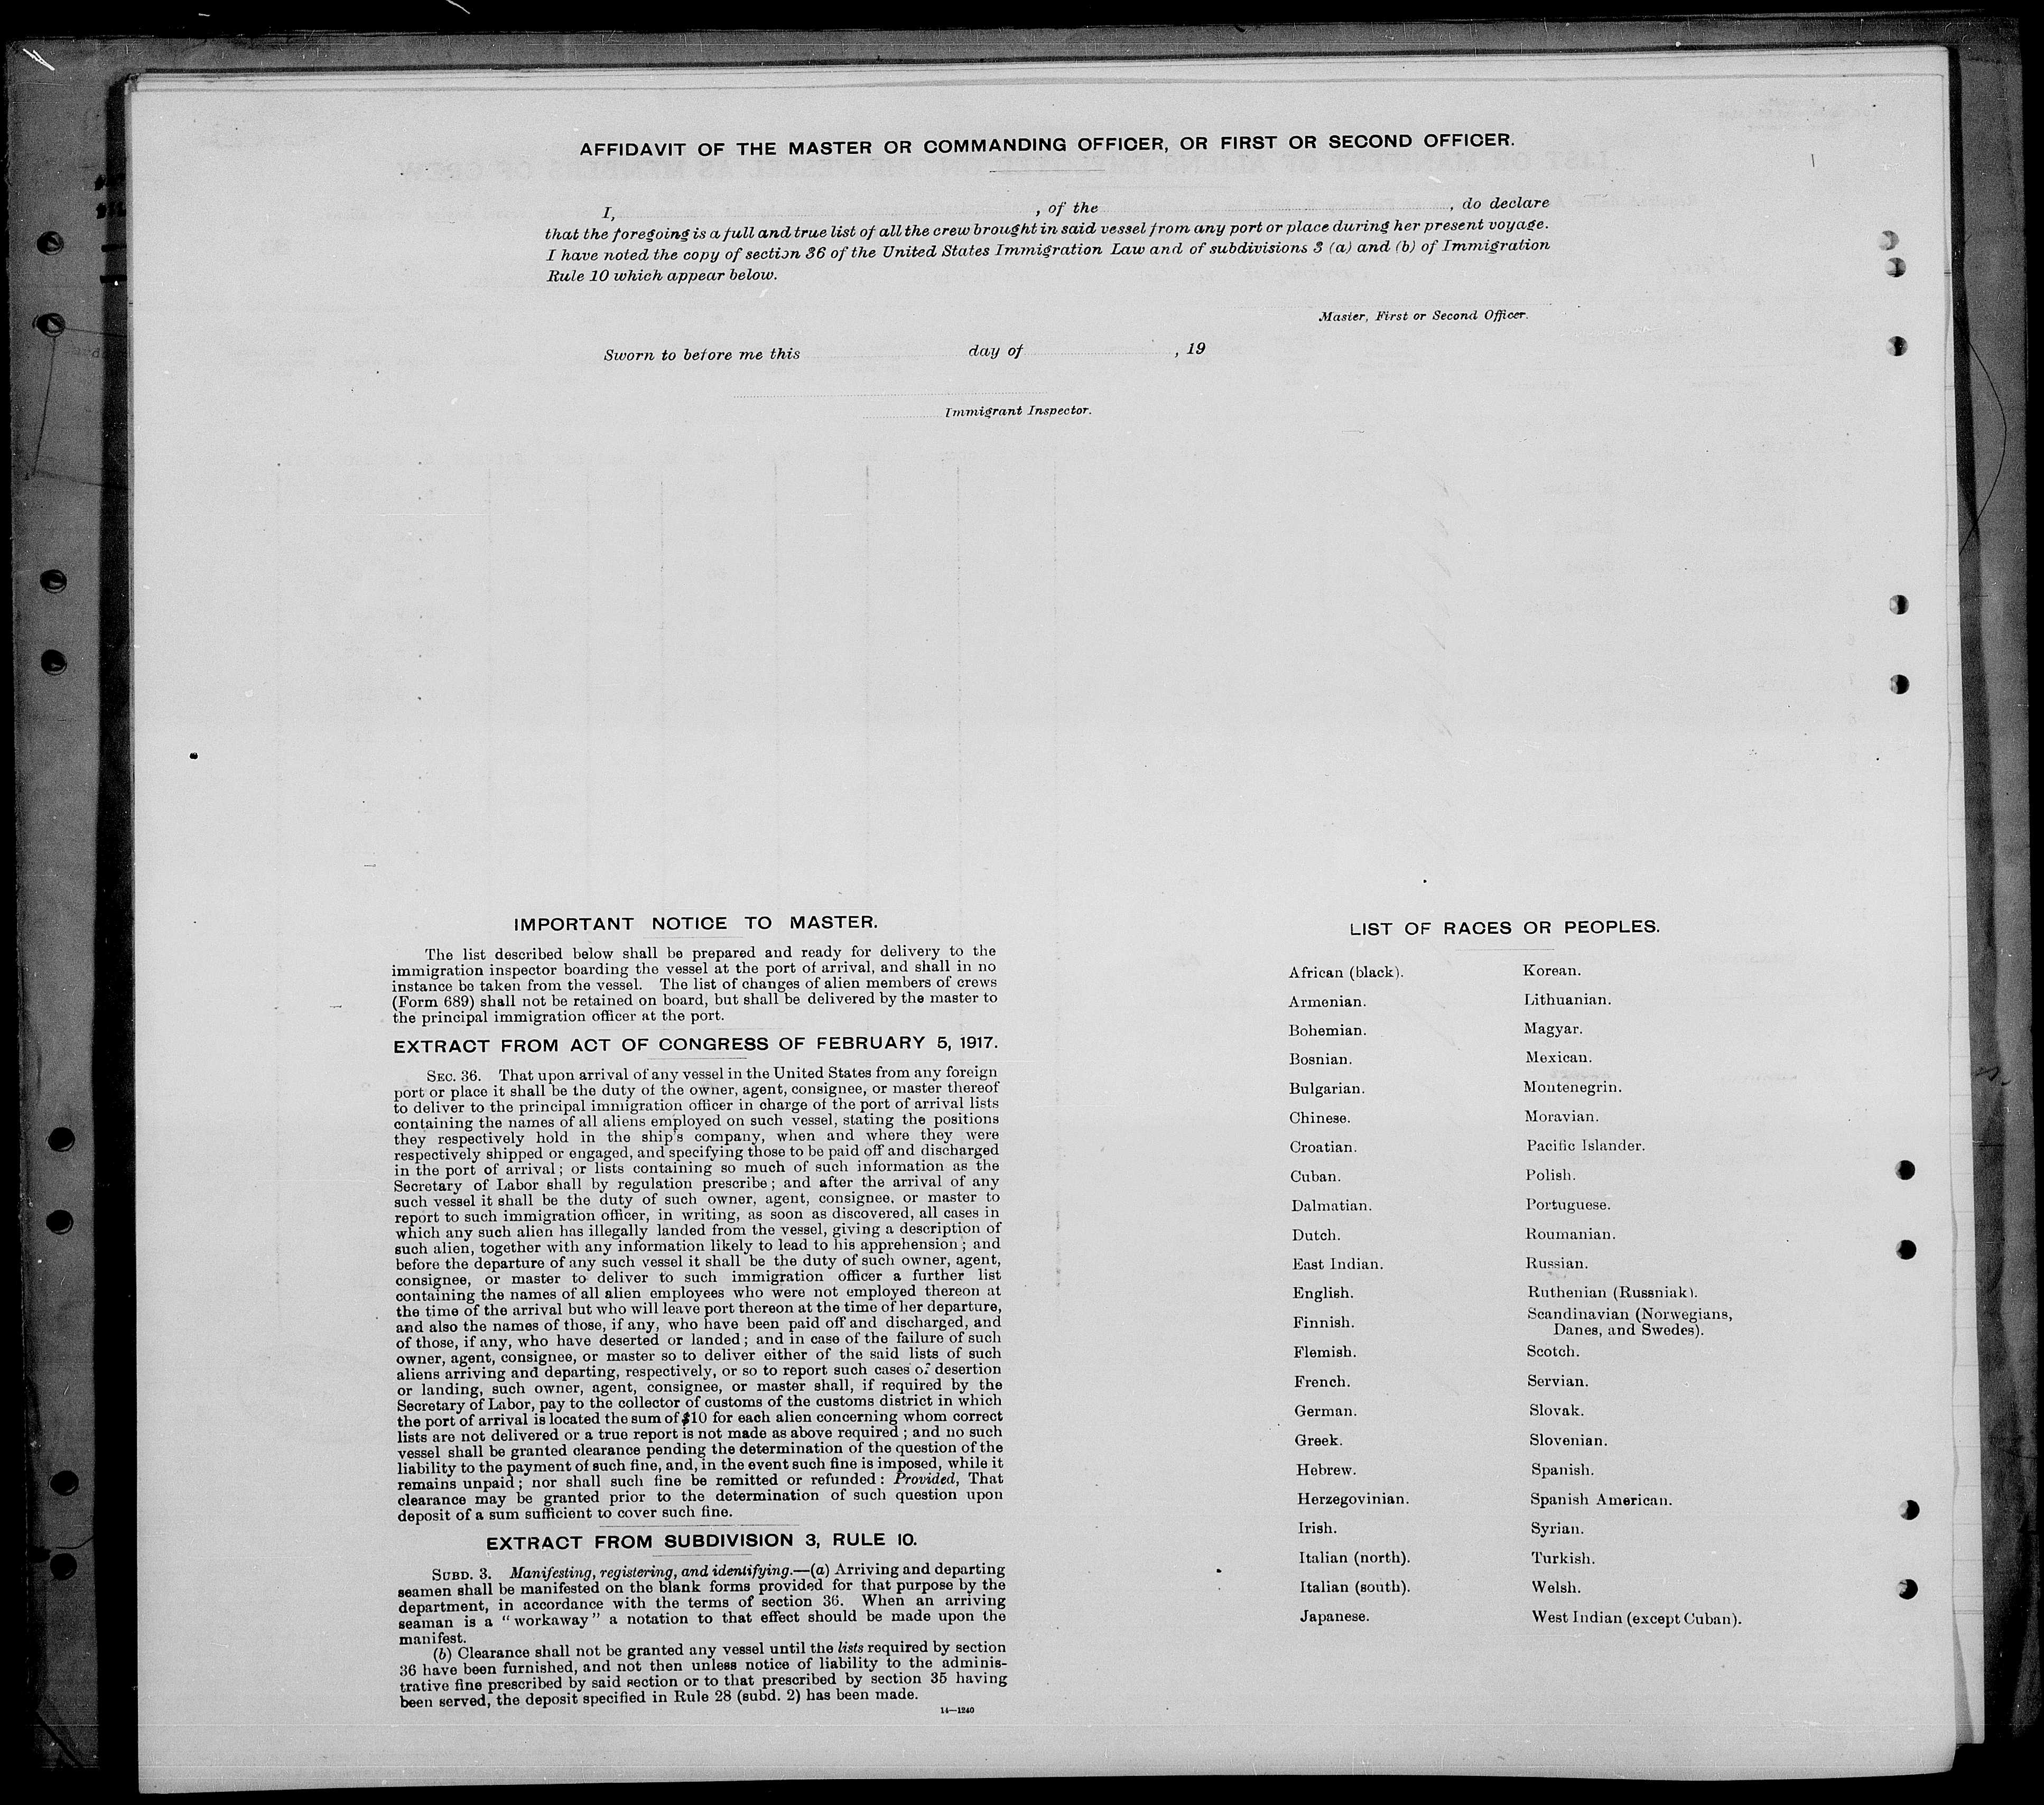 AFFIDAVIT OF THE MASTER OR COMMANDING OFFICER, OR FIRST OR SECOND OFFICER.
I, , of the , do declare
that the foregoing is a full and true list of all the crew brought in said vessel from any port or place during her present voyage.
I have noted the copy of section 36 of the United States Immigration Law and of subdivisions 3 (a) and (b) of Immigration
Rule 10 which appear below.
Master, First or Second Officer.
Sworn to before me this day of , 19
Immigrant Inspector.
IMPORTANT NOTICE TO MASTER.
The list described below shall be prepared and ready for delivery to the
immigration inspector boarding the vessel at the port of arrival, and shall in no
instance be taken from the vessel. The list of changes of alien members of crews
(Form 689) shall not be retained on board, but shall be delivered by the master to
the principal immigration officer at the port.
EXTRACT FROM ACT OF CONGRESS OF FEBRUARY 5, 1917.
SEC. 36. That upon arrival of any vessel in the United States from any foreign
port or place it shall be the duty of the owner, agent, consignee, or master thereof
to deliver to the principal immigration officer in charge of the port of arrival lists
containing the names of all aliens employed on such vessel, stating the positions
they respectively hold in the ship's company, when and where they were
respectively shipped or engaged, and specifying those to be paid off and discharged
in the port of arrival; or lists containing so much of such information as the
Secretary of Labor shall by regulation prescribe; and after the arrival of any
such vessel it shall be the duty of such owner, agent, consignee, or master to
report to such immigration officer, in writing, as soon as discovered, all cases in
which any such alien has illegally landed from the vessel, giving a description of
such alien, together with any information likely to lead to his apprehension; and
before the departure of any such vessel it shall be the duty of such owner, agent,
consignee, or master to deliver to such immigration officer a further list
containing the names of all alien employees who were not employed thereon at
the time of the arrival but who will leave port thereon at the time of her departure,
and also the names of those, if any, who have been paid off and discharged, and
of those, if any, who have deserted or landed; and in case of the failure of such
owner, agent, consignee, or master so to deliver either of the said lists of such
aliens arriving and departing, respectively, or so to report such cases of desertion
or landing, such owner, agent, consignee, or master shall, if required by the
Secretary of Labor, pay to the collector of customs of the customs district in which
the port of arrival is located the sum of $10 for each alien concerning whom correct
lists are not delivered or a true report is not made as above required; and no such
vessel shall be granted clearance pending the determination of the question of the
liability to the payment of such fine, and, in the event such fine is imposed, while it
remains unpaid; nor shall such fine be remitted or refunded: Provided, That
clearance may be granted prior to the determination of such question upon
deposit of a sum sufficient to cover such fine.
EXTRACT FROM SUBDIVISION 3, RULE 10.
SUBD. 3. Manifesting, registering, and identifying.—(a) Arriving and departing
seamen shall be manifested on the blank forms provided for that purpose by the
department, in accordance with the terms of section 36. When an arriving
seaman is a "workaway" a notation to that effect should be made upon the
manifest.
(b) Clearance shall not be granted any vessel until the lists required by section
36 have been furnished, and not then unless notice of liability to the adminis-
trative fine prescribed by said section or to that prescribed by section 35 having
been served, the deposit specified in Rule 28 (subd. 2) has been made.
14—1240
LIST OF RACES OR PEOPLES.
African (black).
Armenian.
Bohemian.
Bosnian.
Bulgarian.
Chinese.
Croatian.
Cuban.
Dalmatian.
Dutch.
East Indian.
English.
Finnish.
Flemish.
French.
German.
Greek.
Hebrew.
Herzegovinian.
Irish.
Italian (north).
Italian (south).
Japanese.
Korean.
Lithuanian.
Magyar.
Mexican.
Montenegrin.
Moravian.
Pacific Islander.
Polish.
Portuguese.
Roumanian.
Russian.
Ruthenian (Russniak).
Scandinavian (Norwegians,
Danes, and Swedes).
Scotch.
Servian.
Slovak.
Slovenian.
Spanish.
Spanish American.
Syrian.
Turkish.
Welsh.
West Indian (except Cuban).